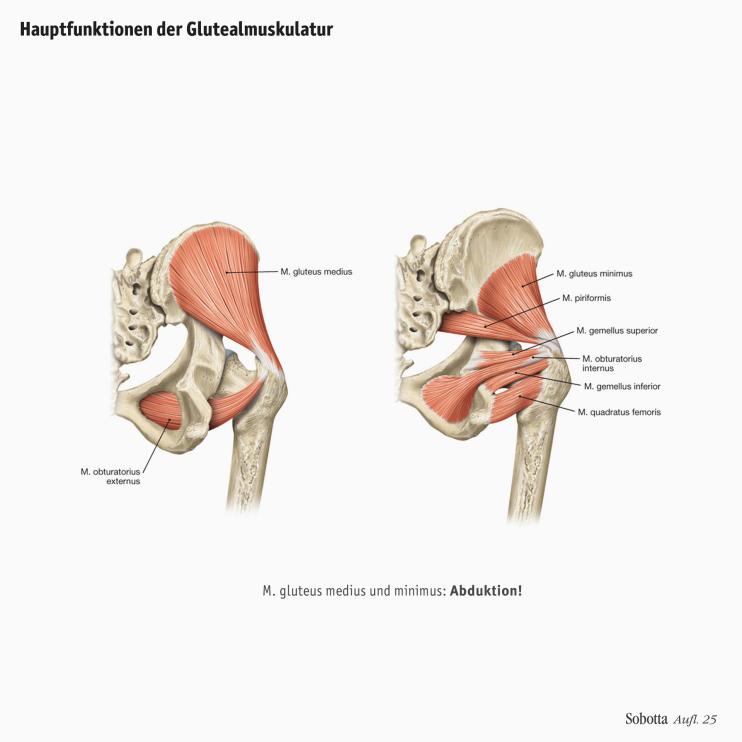 Hauptfunktionen der Glutealmuskulatur
M. gluteus medius
M. obturatorius
externus
M. gluteus minimus
M. piriformis
M. gemellus superior
M. obturatorius
internus
M. gemellus inferior
M. quadratus femoris
M. gluteus medius und minimus: Abduktion!
Sobotta Aufl. 25